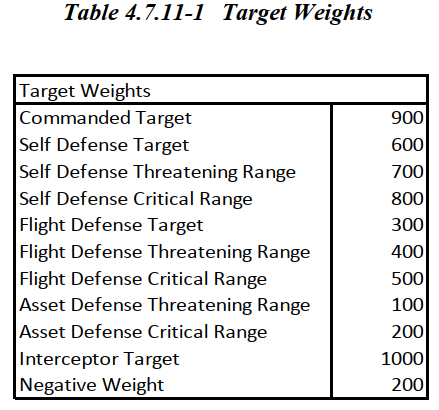 Table 4.7.11-1 Target Weights
Target Weights
Commanded Target 900
Self Defense Target 600
Self Defense Threatening Range 700
Self Defense Critical Range 800
Flight Defense Target 300
Flight Defense Threatening Range 400
Flight Defense Critical Range 500
Asset Defense Threatening Range 100
Asset Defense Critical Range 200
Interceptor Target 1000
Negative Weight 200